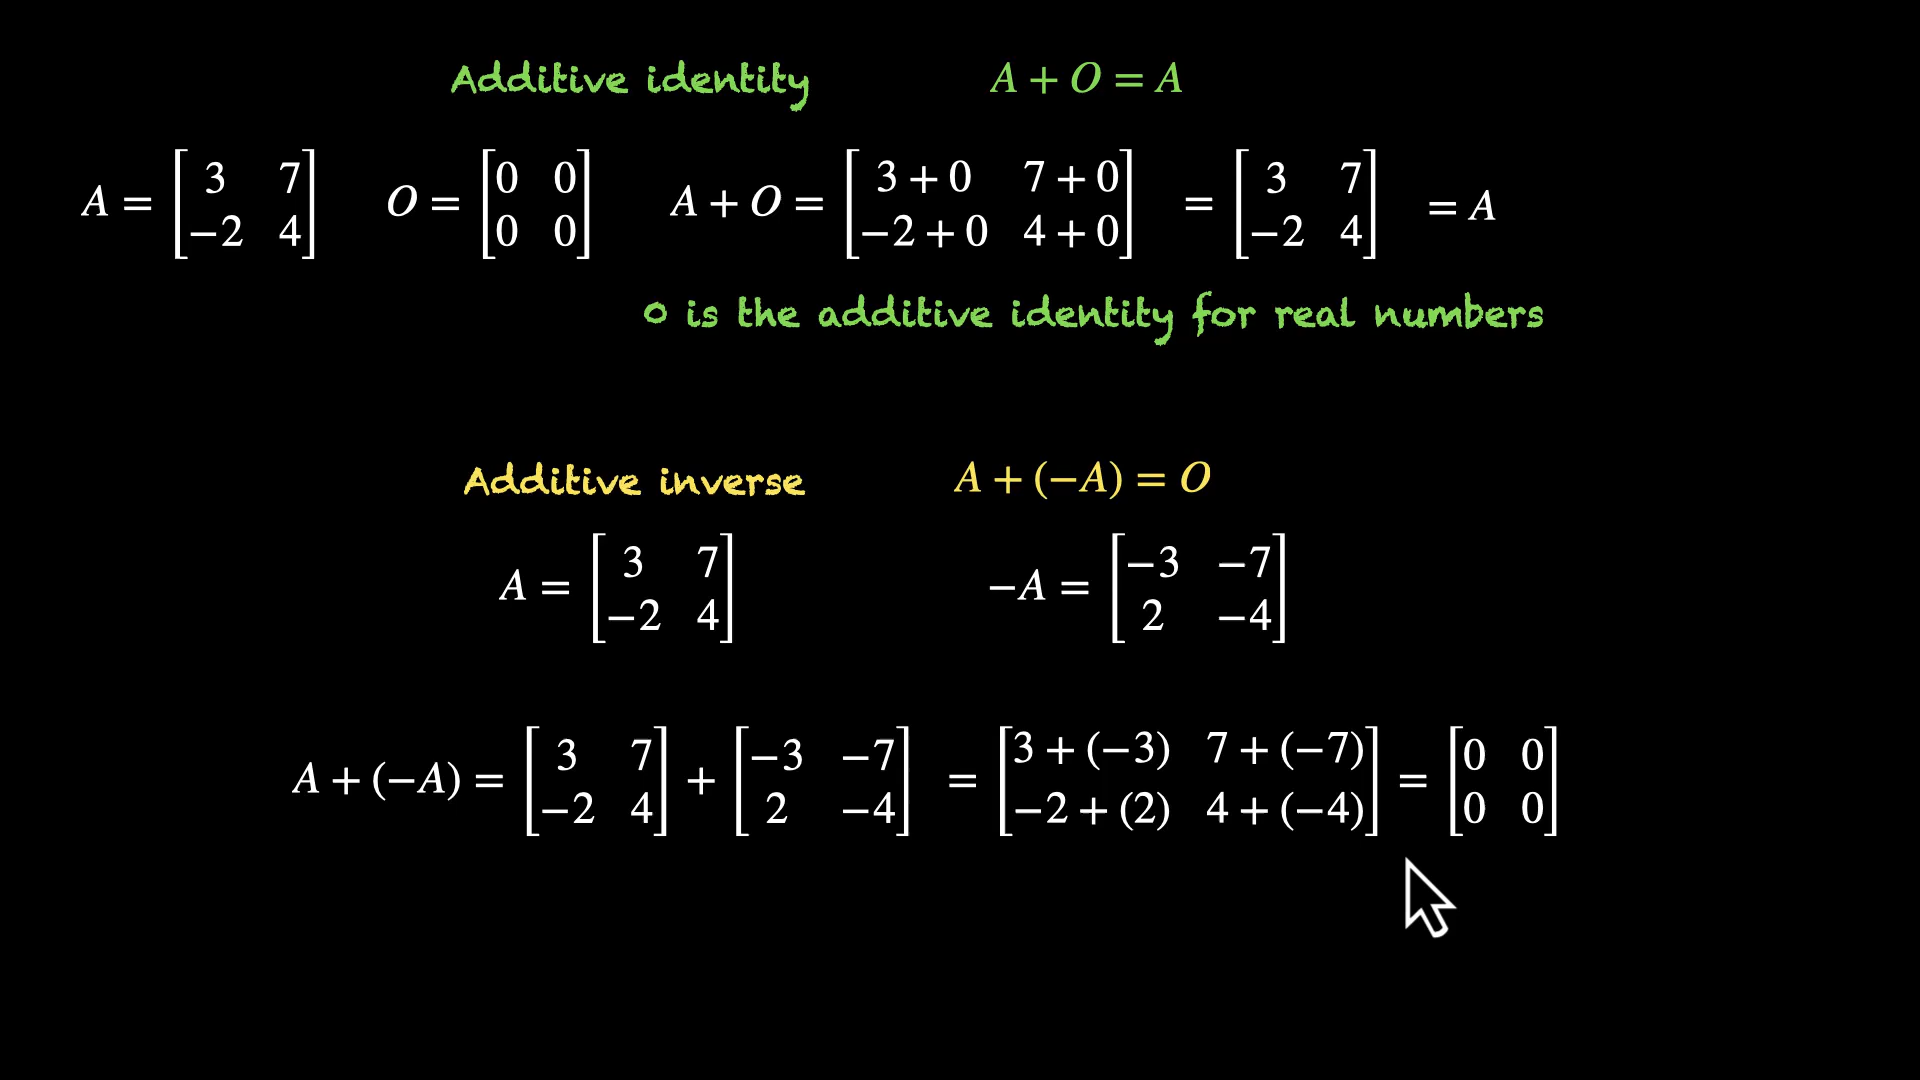 Additive identity A + O = A
A = [3 7; −2 4] O = [0 0; 0 0] A + O = [3 + 0 7 + 0; −2 + 0 4 + 0] = [3 7; −2 4] = A
0 is the additive identity for real numbers
Additive inverse A + (−A) = O
A = [3 7; −2 4] −A = [−3 −7; 2 −4]
A + (−A) = [3 7; −2 4] + [−3 −7; 2 −4] = [3 + (−3) 7 + (−7); −2 + (2) 4 + (−4)] = [0 0; 0 0]